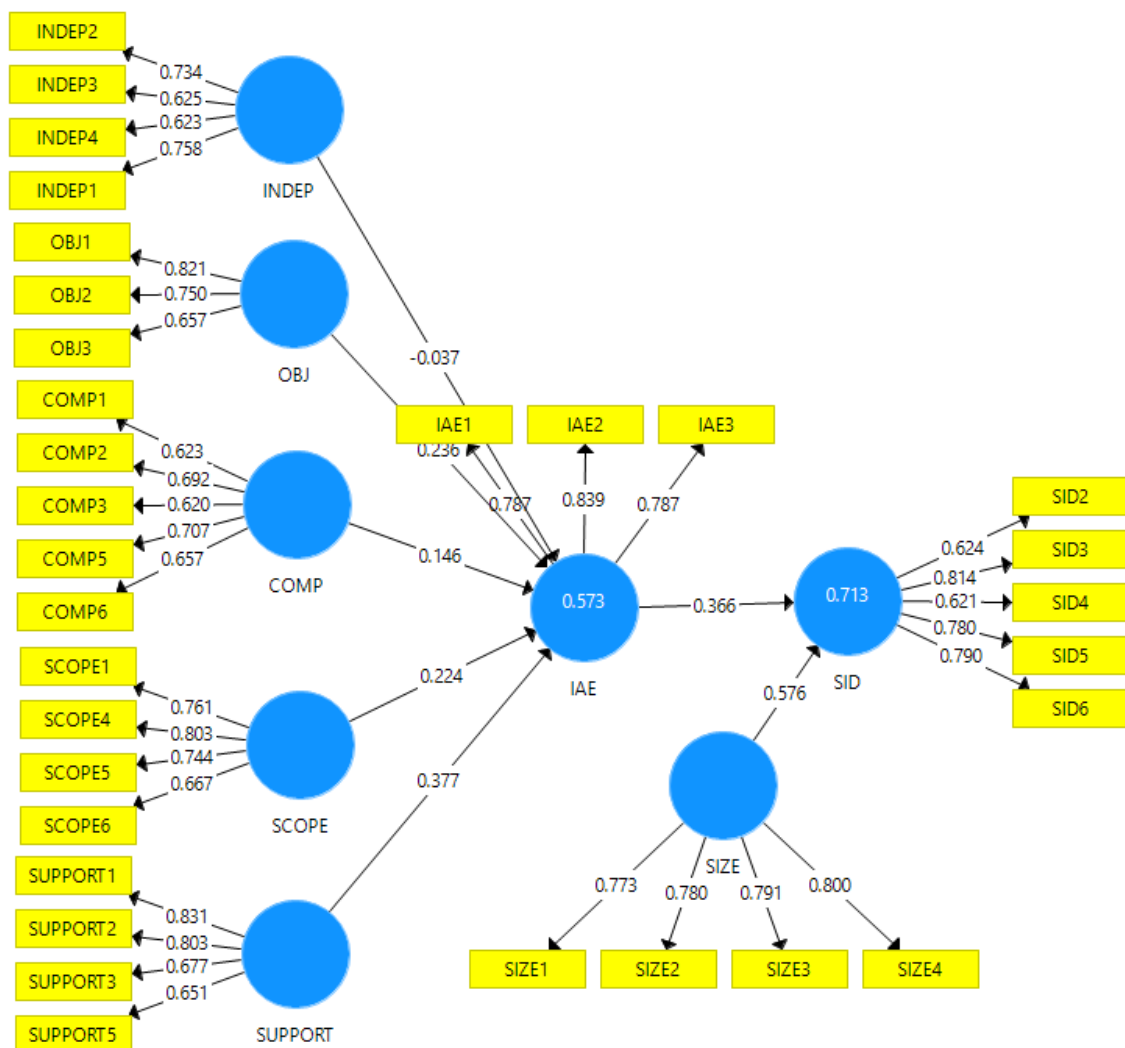 INDEP2
0.734
INDEP3
0.625
INDEP4
0.623
INDEP1
0.758
INDEP
OBJ1
0.821
OBJ2
0.750
OBJ3
0.657
OBJ
COMP1
0.623
COMP2
0.692
COMP3
0.620
COMP5
0.707
COMP6
0.657
COMP
SCOPE1
0.761
SCOPE4
0.803
SCOPE5
0.744
SCOPE6
0.667
SCOPE
SUPPORT1
0.831
SUPPORT2
0.803
SUPPORT3
0.677
SUPPORT5
0.651
SUPPORT
-0.037
0.236
0.146
0.224
0.377
IAE1
IAE2
IAE3
0.787
0.839
0.787
0.573
IAE
0.366
0.713
SID
0.576
SID2
0.624
SID3
0.814
SID4
0.621
SID5
0.780
SID6
0.790
SIZE
0.773
0.780
0.791
0.800
SIZE1
SIZE2
SIZE3
SIZE4